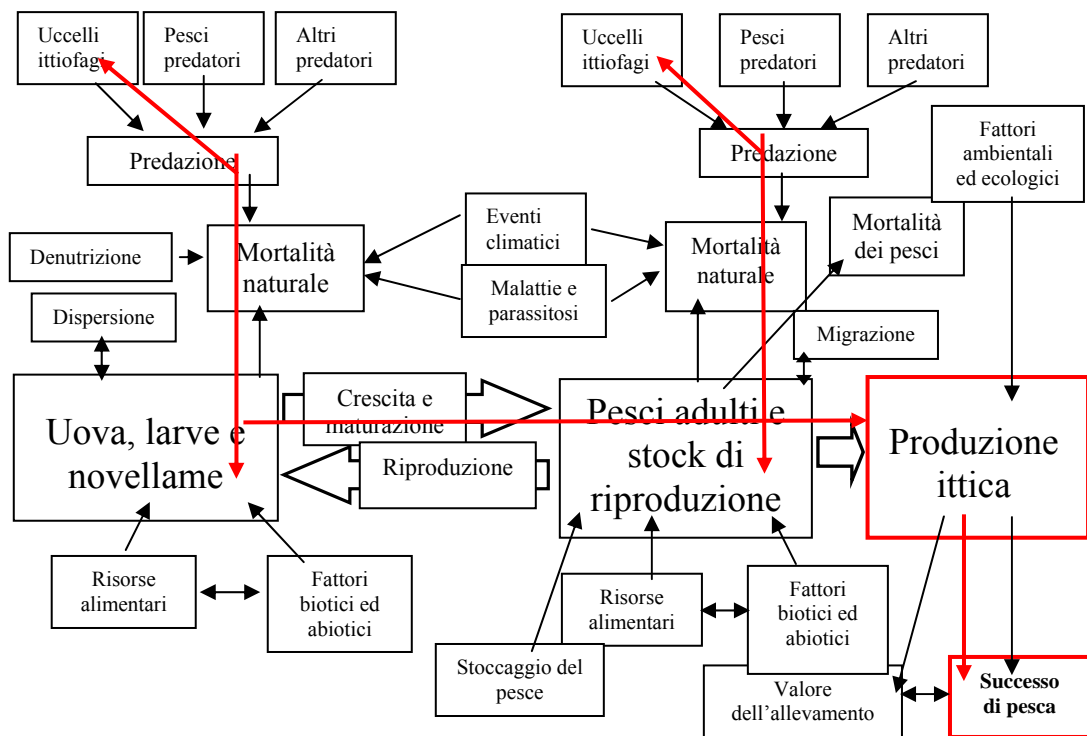 Uccelli
ittiofagi
Pesci
predatori
Altri
predatori
Uccelli
ittiofagi
Pesci
predatori
Altri
predatori
Predazione
Predazione
Fattori
ambientali
ed ecologici
Denutrizione
Mortalità
naturale
Eventi
climatici
Malattie e
parassitosi
Mortalità
naturale
Mortalità
dei pesci
Dispersione
Migrazione
Uova, larve e
novellame
Crescita e
maturazione
Riproduzione
Pesci adulti e
stock di
riproduzione
Produzione
ittica
Risorse
alimentari
Fattori
biotici ed
abiotici
Risorse
alimentari
Fattori
biotici ed
abiotici
Stoccaggio del
pesce
Valore
dell’allevamento
Successo
di pesca